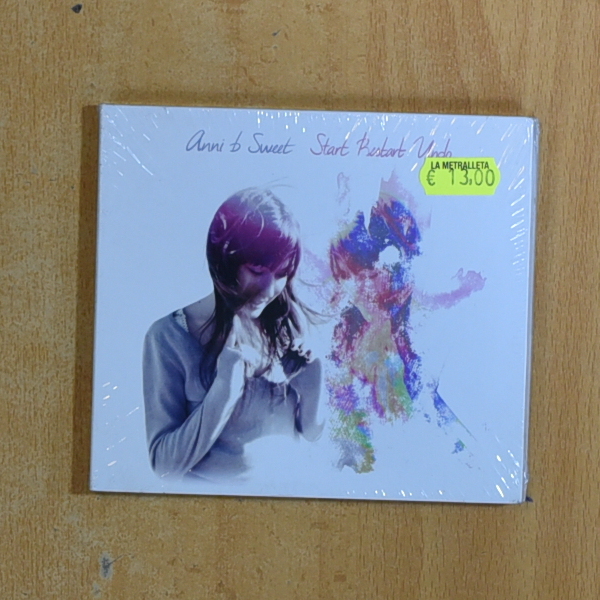 Anni b Sweet Start Restart Undo
LA METRALLETA
€ 13,00